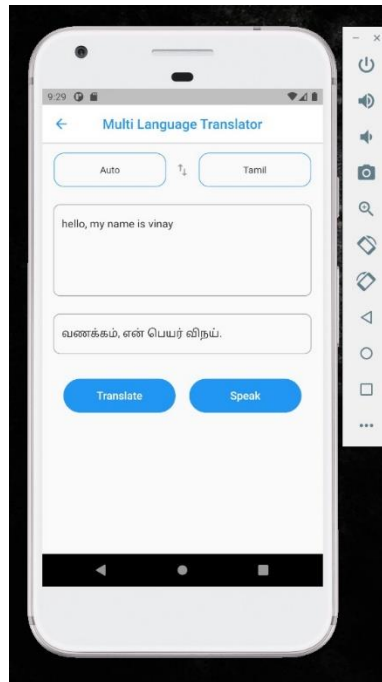 9:29
Multi Language Translator
Auto
Tamil
hello, my name is vinay
வணக்கம், என் பெயர் விநய்.
Translate
Speak